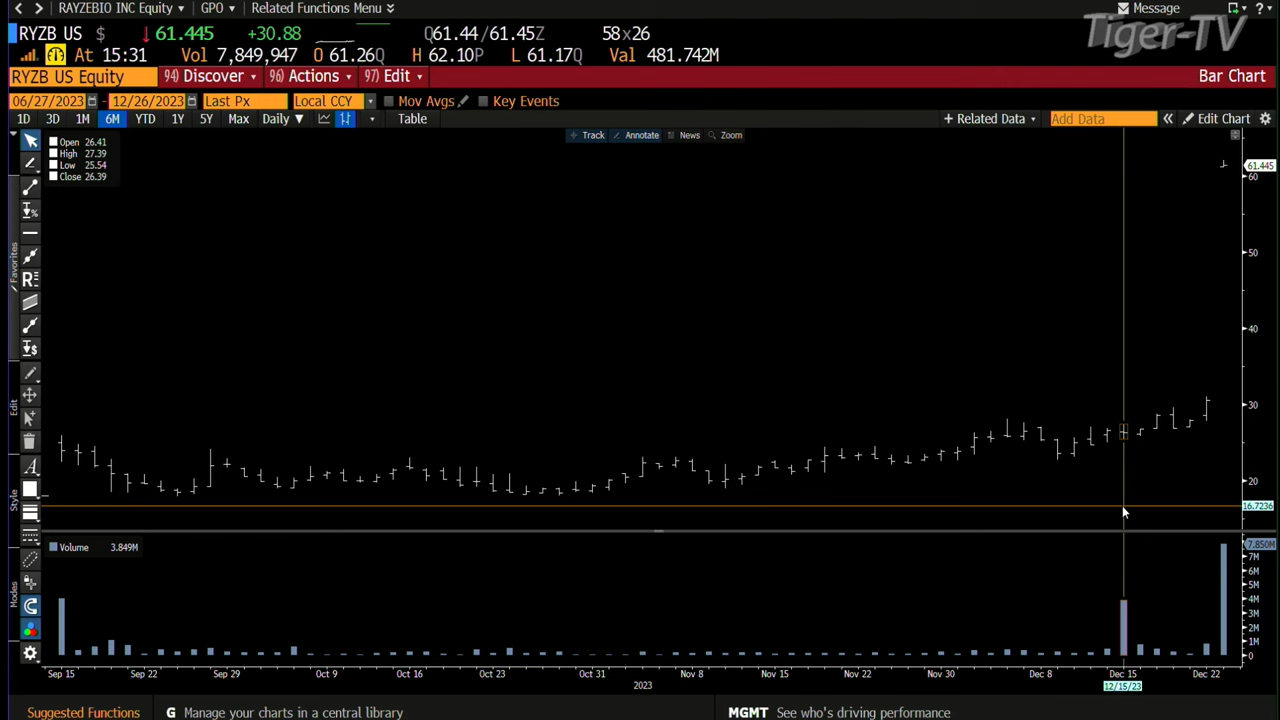 RAYZEBIO INC Equity GPO Related Functions Menu Message ?
Tiger-TV
RYZB US $ 61.445 +30.88 Q61.44/61.45Z 58x26
At 15:31 Vol 7,849,947 O 61.26Q H 62.10P L 61.17Q Val 481.742M
RYZB US Equity 94) Discover 96) Actions 97) Edit Bar Chart
06/27/2023 - 12/26/2023 Last Px Local CCY Mov Avgs Key Events
1D 3D 1M 6M YTD 1Y 5Y Max Daily Table + Related Data Add Data Edit Chart
Track Annotate News Zoom
Open 26.41
High 27.39
Low 25.54
Close 26.39
61.445
60
50
40
30
20
16.7236
Favorites
Edit
Style
Modes
Volume 3.849M
7.850M
7M
6M
5M
4M
3M
2M
1M
0
Sep 15 Sep 22 Sep 29 Oct 9 Oct 16 Oct 23 Oct 31 Nov 8 Nov 15 Nov 22 Nov 30 Dec 8 Dec 15 Dec 22
2023
12/15/23
Suggested Functions G Manage your charts in a central library MGMT See who's driving performance